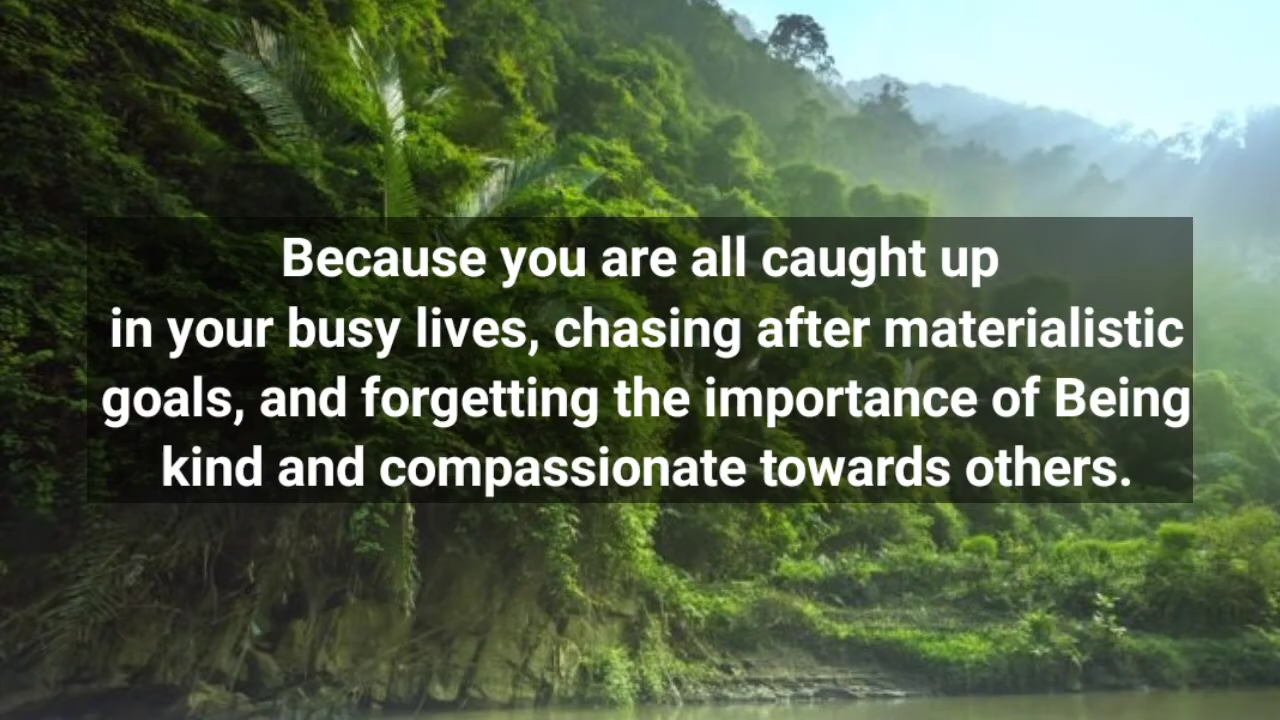 Because you are all caught up
in your busy lives, chasing after materialistic
goals, and forgetting the importance of Being
kind and compassionate towards others.